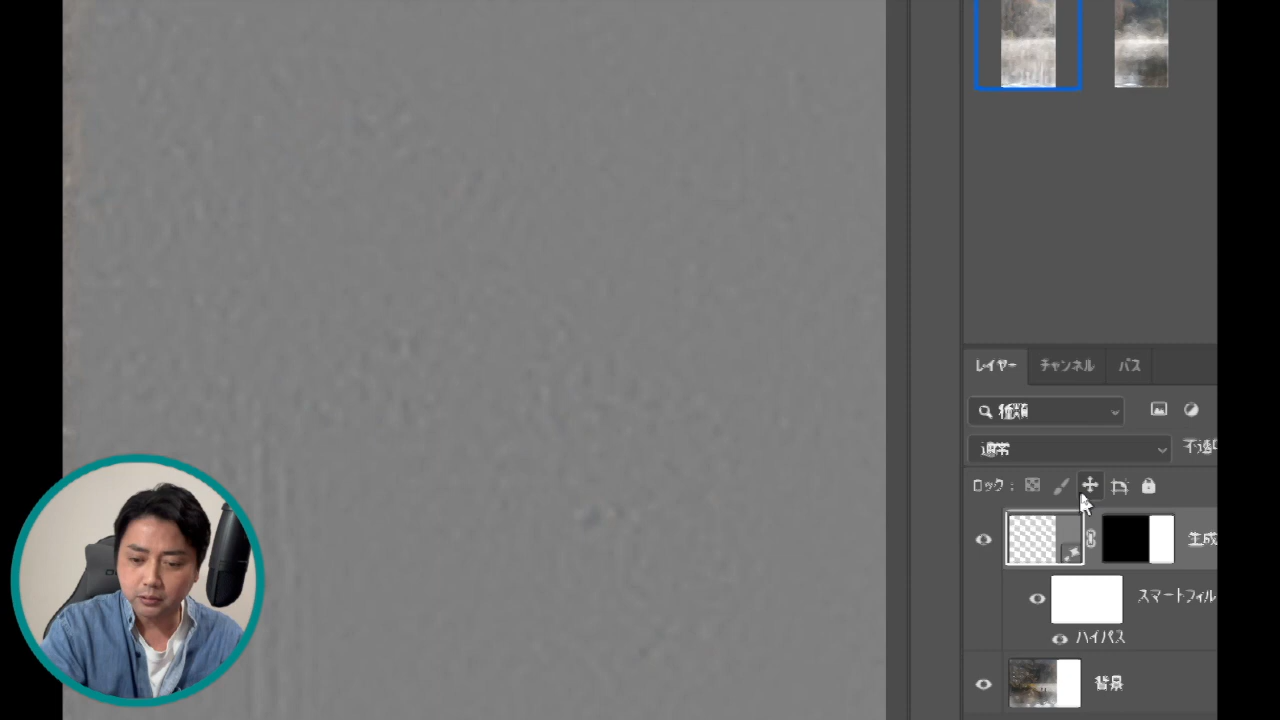 レイヤー チャンネル パス
種類
通常 不透明
ロック：
生成
スマートフィル
ハイパス
背景